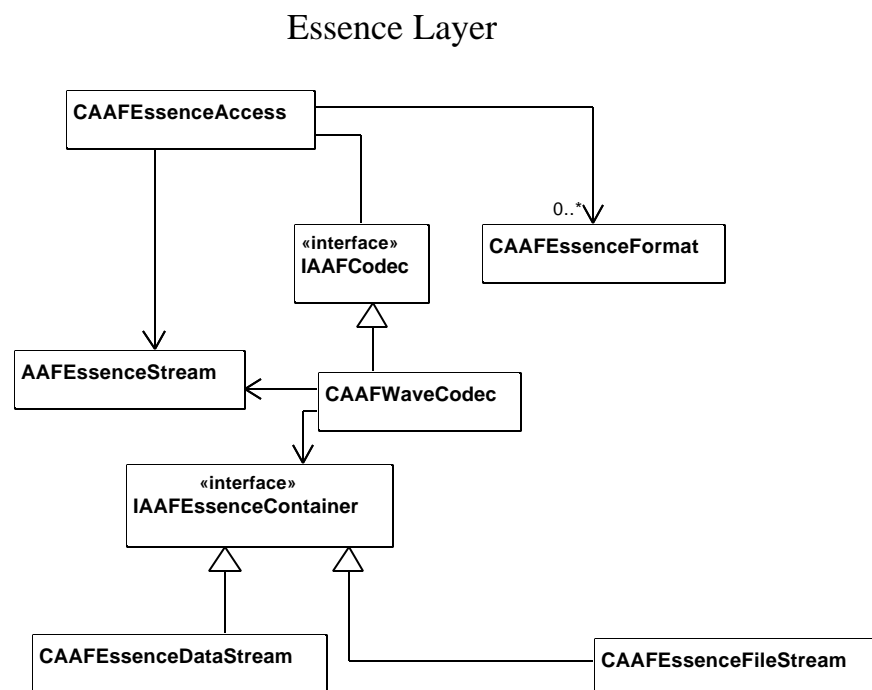 Essence Layer
CAAFEssenceAccess
0..*
«interface»
IAAFCodec
CAAFEssenceFormat
AAFEssenceStream
CAAFWaveCodec
«interface»
IAAFEssenceContainer
CAAFEssenceDataStream
CAAFEssenceFileStream